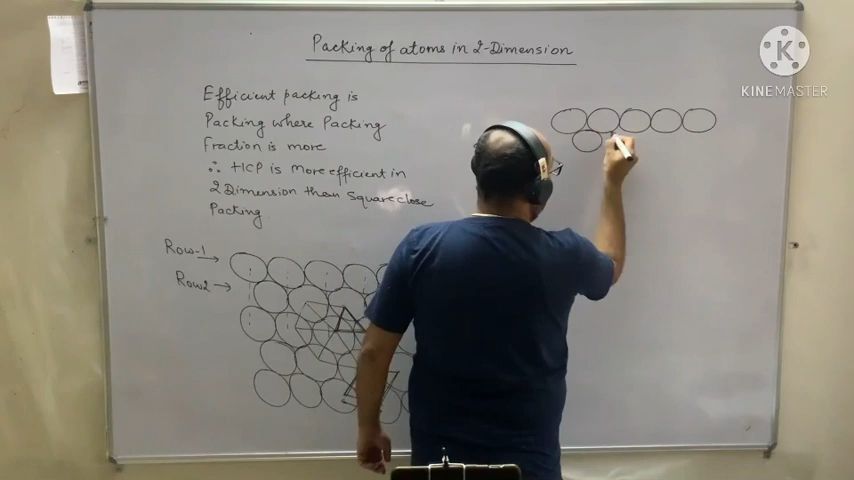 Packing of atoms in 2-Dimension
Efficient packing is
Packing where Packing
Fraction is more
∴ HCP is More efficient in
2 Dimension than Square close
Packing
Row-1
Row2
K
KINEMASTER